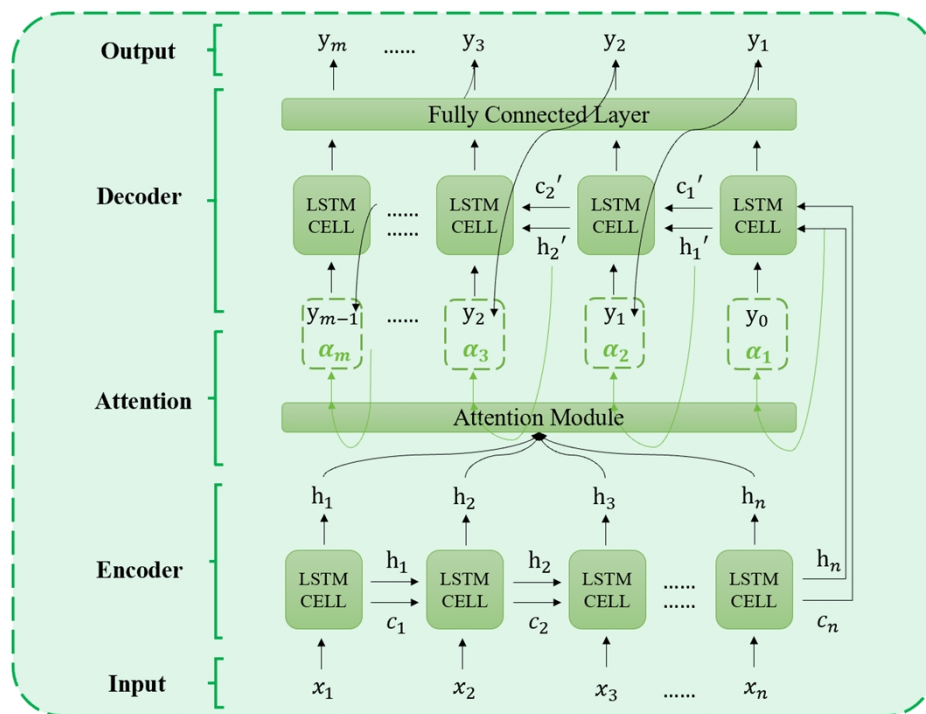 Output
y_m ...... y_3 y_2 y_1
Fully Connected Layer
Decoder
LSTM CELL ...... ...... LSTM CELL c_2′ h_2′ LSTM CELL c_1′ h_1′ LSTM CELL
y_{m−1} ...... y_2 y_1 y_0
α_m α_3 α_2 α_1
Attention
Attention Module
h_1 h_2 h_3 h_n
Encoder
LSTM CELL h_1 c_1 LSTM CELL h_2 c_2 LSTM CELL ...... ...... LSTM CELL h_n c_n
Input
x_1 x_2 x_3 ...... x_n